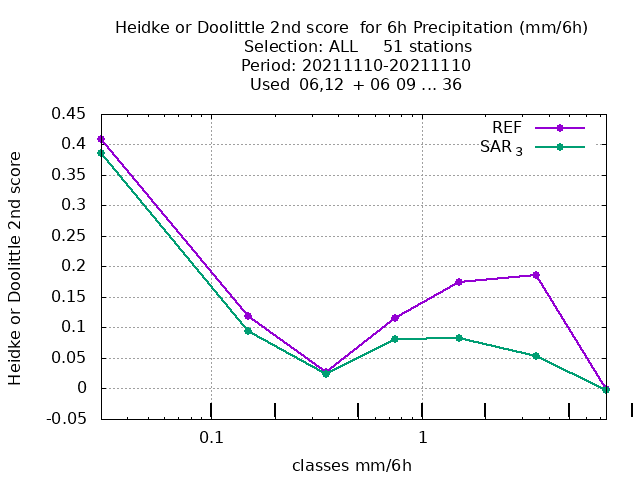 Heidke or Doolittle 2nd score  for 6h Precipitation (mm/6h)
Selection: ALL     51 stations
Period: 20211110-20211110
Used  06,12  + 06 09 ... 36
REF
SAR 3
0.45
0.4
0.35
0.3
0.25
0.2
0.15
0.1
0.05
0
-0.05
Heidke or Doolittle 2nd score
0.1
1
classes mm/6h